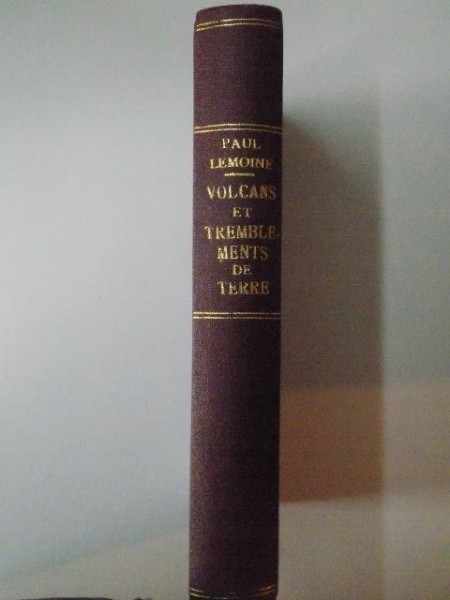 PAUL
LEMOINE
VOLCANS
ET
TREMBLE-
MENTS
DE
TERRE